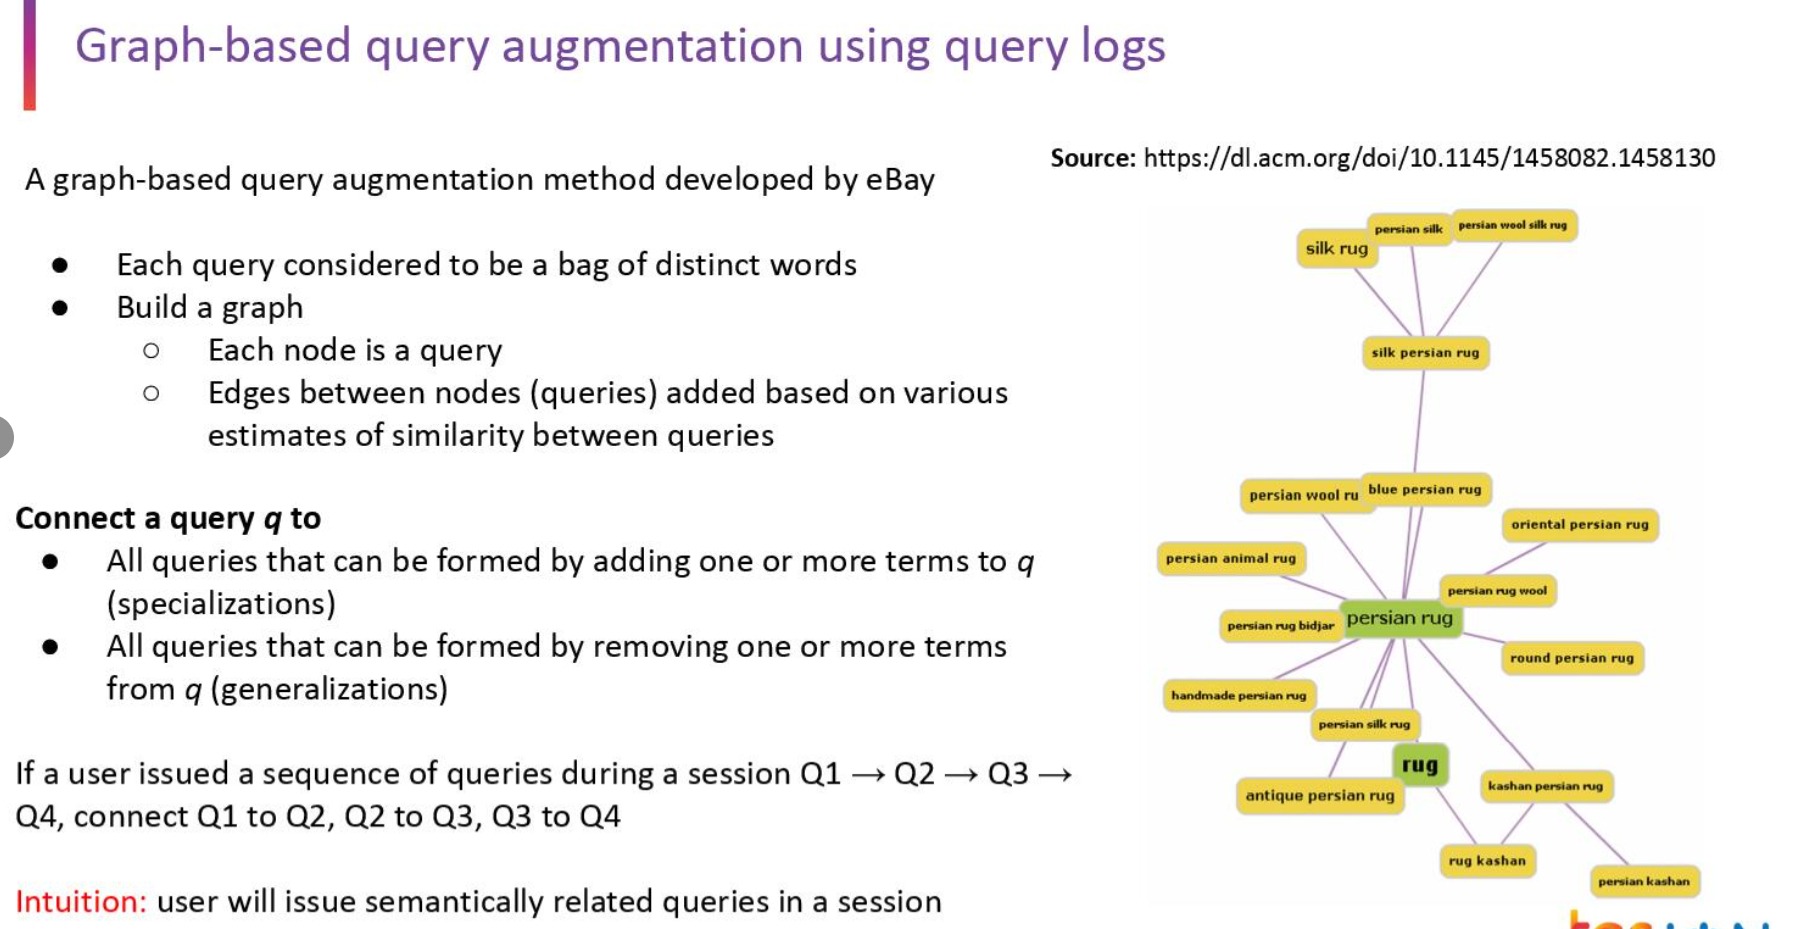 Graph-based query augmentation using query logs
Source: https://dl.acm.org/doi/10.1145/1458082.1458130
A graph-based query augmentation method developed by eBay
● Each query considered to be a bag of distinct words
● Build a graph
○ Each node is a query
○ Edges between nodes (queries) added based on various
estimates of similarity between queries
Connect a query q to
● All queries that can be formed by adding one or more terms to q
(specializations)
● All queries that can be formed by removing one or more terms
from q (generalizations)
If a user issued a sequence of queries during a session Q1 → Q2 → Q3 →
Q4, connect Q1 to Q2, Q2 to Q3, Q3 to Q4
Intuition: user will issue semantically related queries in a session
silk rug
persian silk
persian wool silk rug
silk persian rug
persian wool ru
blue persian rug
oriental persian rug
persian animal rug
persian rug wool
persian rug bidjar
persian rug
round persian rug
handmade persian rug
persian silk rug
rug
antique persian rug
kashan persian rug
rug kashan
persian kashan